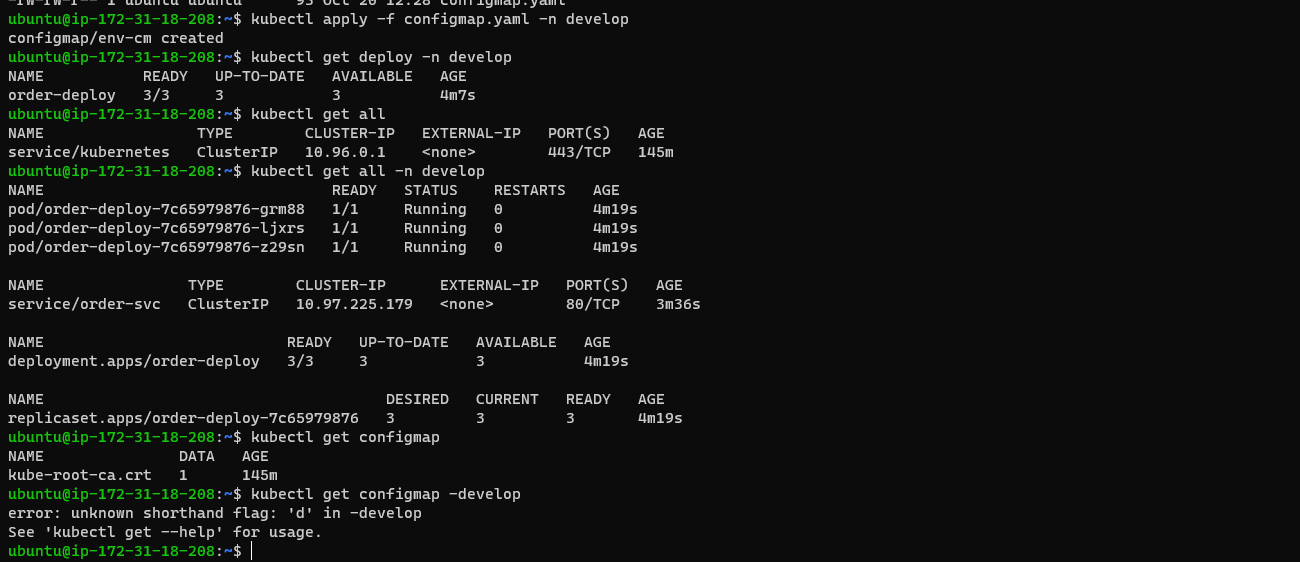 -rw-rw-r-- 1 ubuntu ubuntu      93 Oct 20 12:28 configmap.yaml
ubuntu@ip-172-31-18-208:~$ kubectl apply -f configmap.yaml -n develop
configmap/env-cm created
ubuntu@ip-172-31-18-208:~$ kubectl get deploy -n develop
NAME           READY   UP-TO-DATE   AVAILABLE   AGE
order-deploy   3/3     3            3           4m7s
ubuntu@ip-172-31-18-208:~$ kubectl get all
NAME                 TYPE        CLUSTER-IP   EXTERNAL-IP   PORT(S)   AGE
service/kubernetes   ClusterIP   10.96.0.1    <none>        443/TCP   145m
ubuntu@ip-172-31-18-208:~$ kubectl get all -n develop
NAME                                READY   STATUS    RESTARTS   AGE
pod/order-deploy-7c65979876-grm88   1/1     Running   0          4m19s
pod/order-deploy-7c65979876-ljxrs   1/1     Running   0          4m19s
pod/order-deploy-7c65979876-z29sn   1/1     Running   0          4m19s

NAME                TYPE        CLUSTER-IP      EXTERNAL-IP   PORT(S)   AGE
service/order-svc   ClusterIP   10.97.225.179   <none>        80/TCP    3m36s

NAME                           READY   UP-TO-DATE   AVAILABLE   AGE
deployment.apps/order-deploy   3/3     3            3           4m19s

NAME                                      DESIRED   CURRENT   READY   AGE
replicaset.apps/order-deploy-7c65979876   3         3         3       4m19s
ubuntu@ip-172-31-18-208:~$ kubectl get configmap
NAME               DATA   AGE
kube-root-ca.crt   1      145m
ubuntu@ip-172-31-18-208:~$ kubectl get configmap -develop
error: unknown shorthand flag: 'd' in -develop
See 'kubectl get --help' for usage.
ubuntu@ip-172-31-18-208:~$